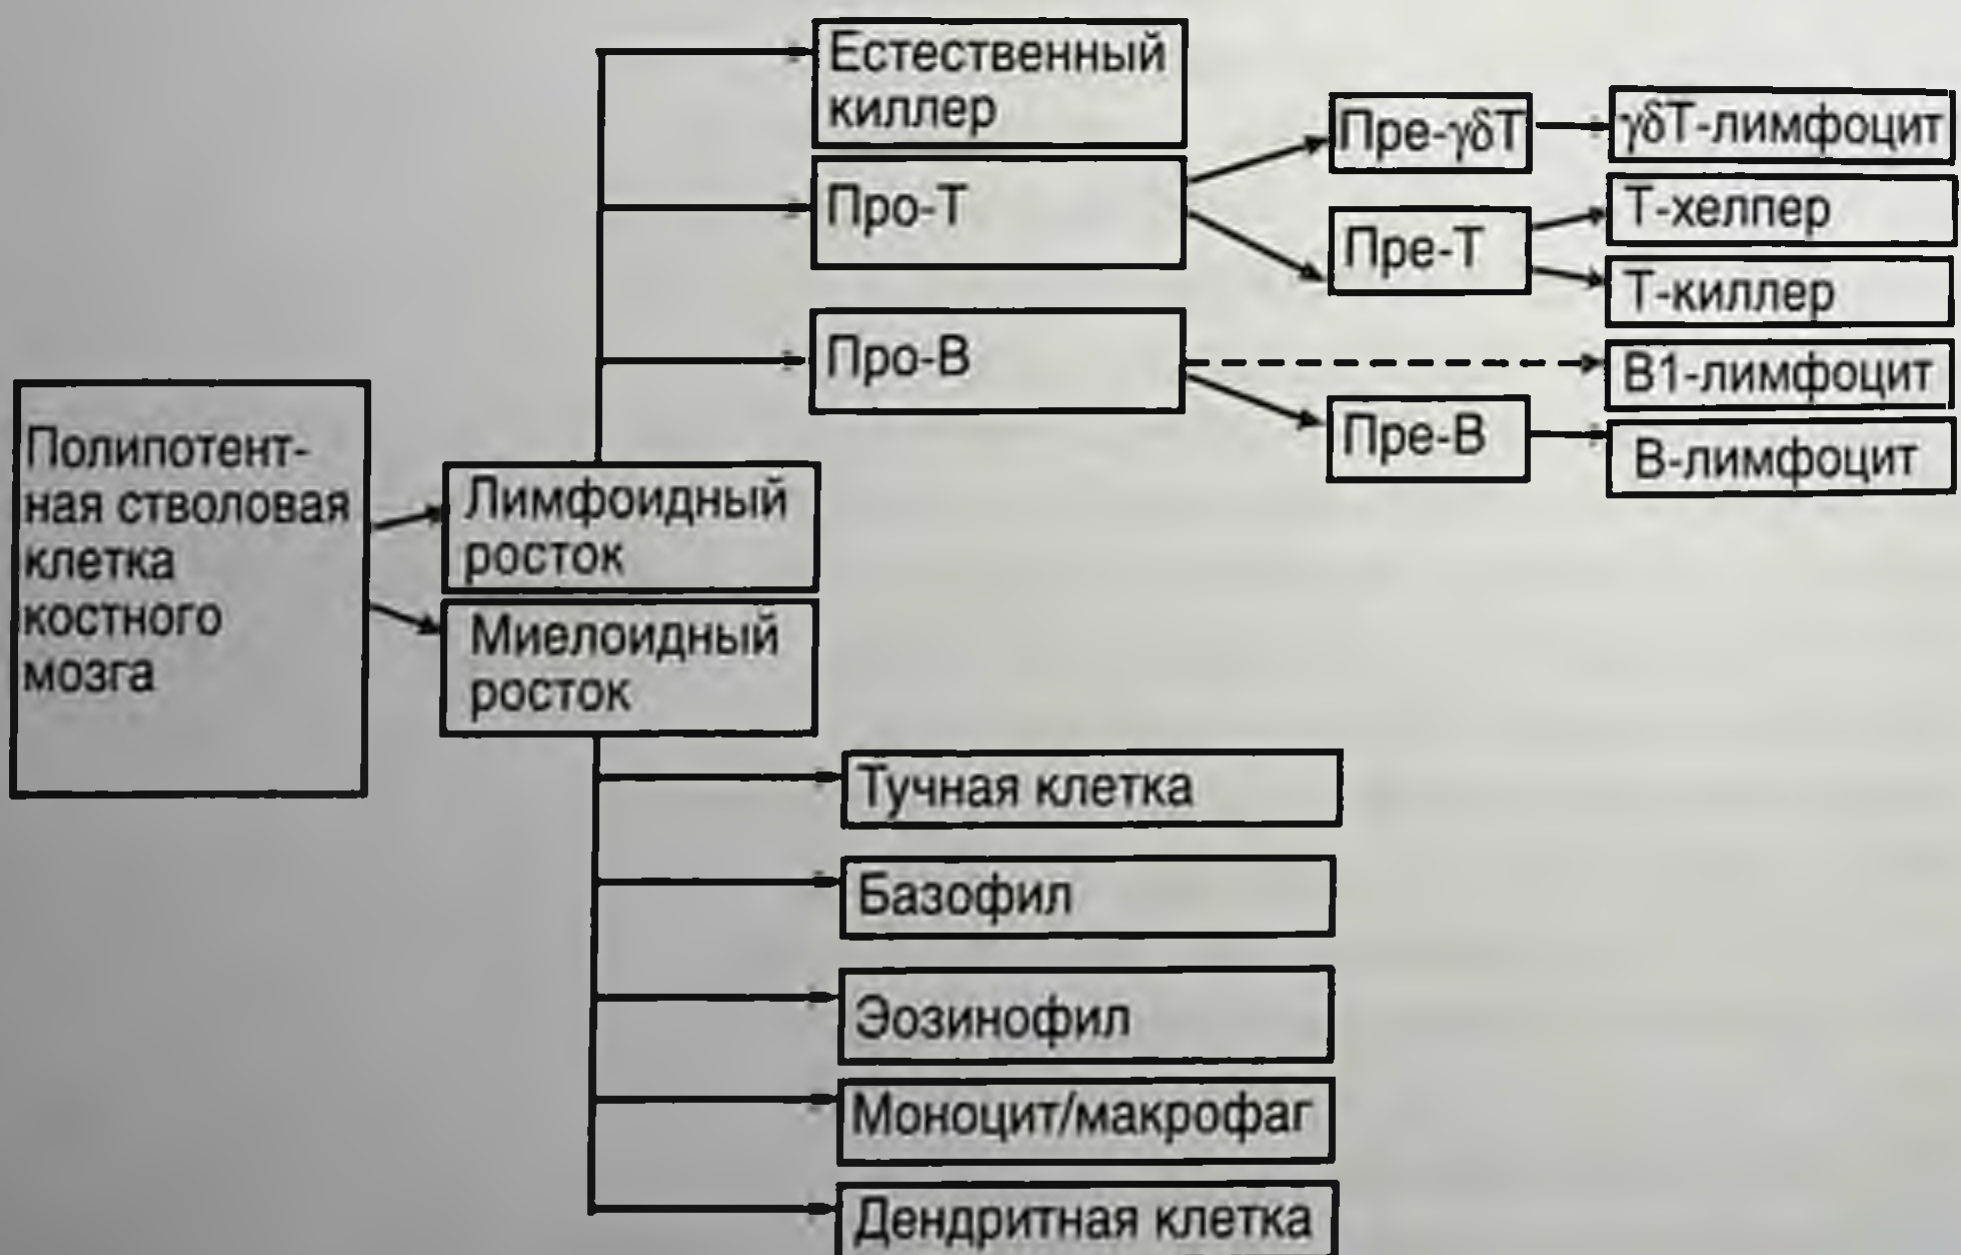 Естественный
киллер
Про-Т
Пре-γδТ
γδТ-лимфоцит
Пре-Т
Т-хелпер
Т-киллер
Про-В
В1-лимфоцит
Пре-В
В-лимфоцит
Полипотент-
ная стволовая
клетка
костного
мозга
Лимфоидный
росток
Миелоидный
росток
Тучная клетка
Базофил
Эозинофил
Моноцит/макрофаг
Дендритная клетка